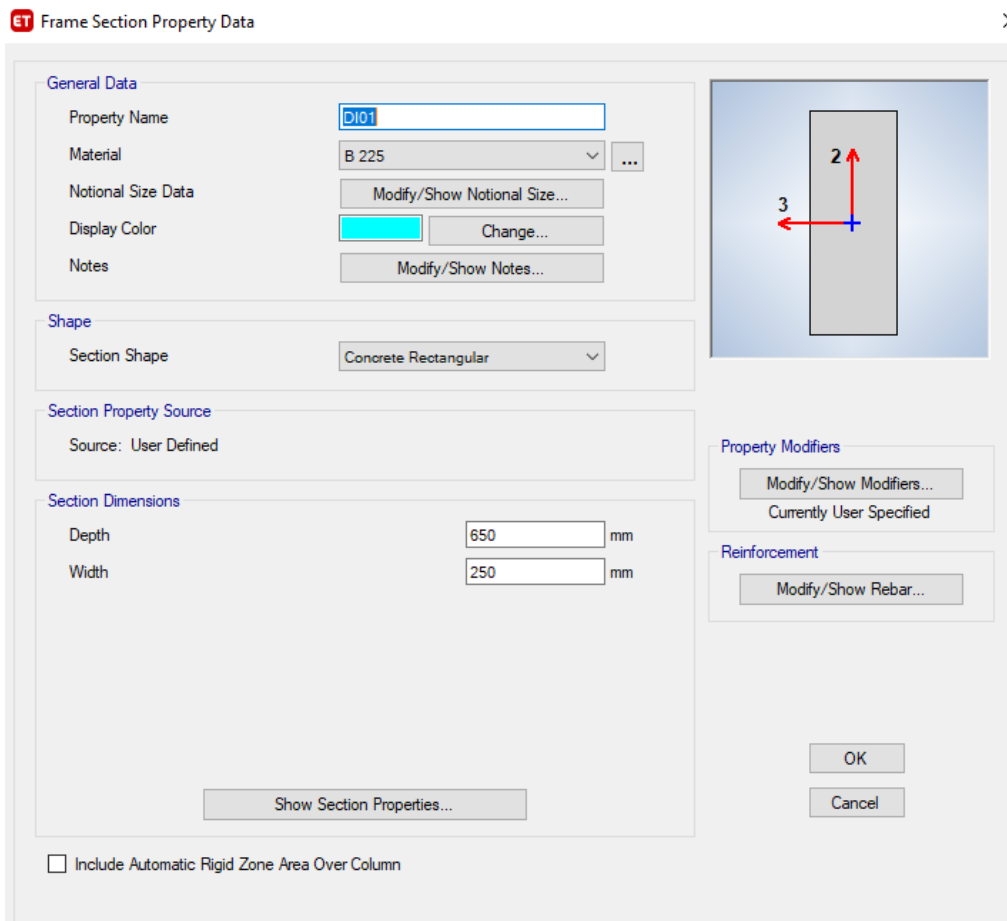 ET Frame Section Property Data
General Data
Property Name DI01
Material B 225 ...
Notional Size Data Modify/Show Notional Size...
Display Color Change...
Notes Modify/Show Notes...
Shape
Section Shape Concrete Rectangular
Section Property Source
Source: User Defined
Section Dimensions
Depth 650 mm
Width 250 mm
Show Section Properties...
Include Automatic Rigid Zone Area Over Column
2
3
Property Modifiers
Modify/Show Modifiers...
Currently User Specified
Reinforcement
Modify/Show Rebar...
OK
Cancel